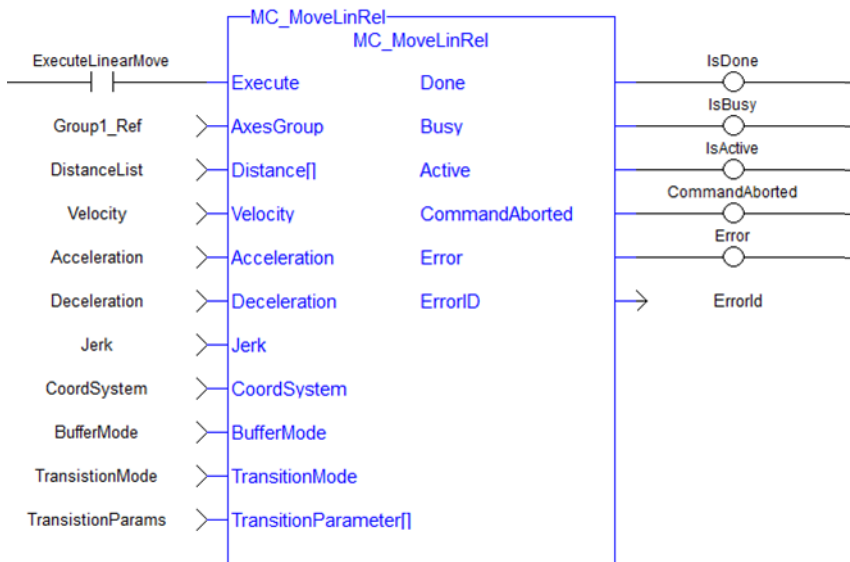 MC_MoveLinRel
MC_MoveLinRel
ExecuteLinearMove Execute Done IsDone
Group1_Ref AxesGroup Busy IsBusy
DistanceList Distance[] Active IsActive
Velocity Velocity CommandAborted CommandAborted
Acceleration Acceleration Error Error
Deceleration Deceleration ErrorID ErrorId
Jerk Jerk
CoordSystem CoordSystem
BufferMode BufferMode
TransistionMode TransitionMode
TransistionParams TransitionParameter[]